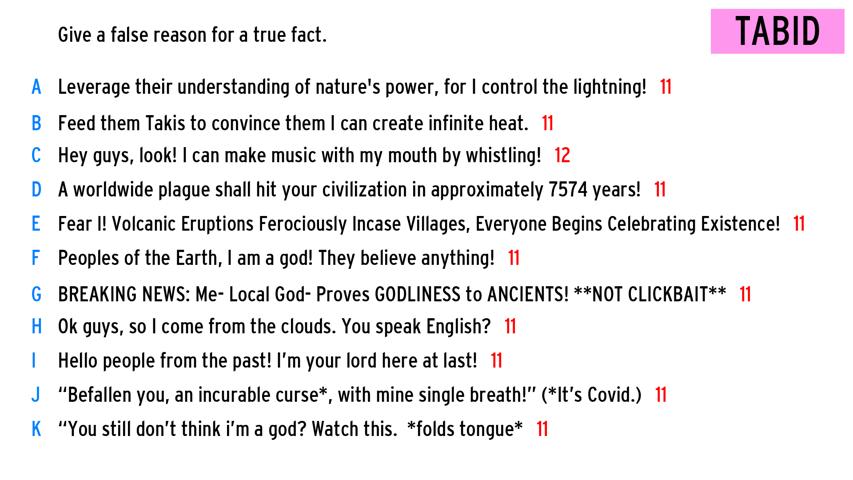 Give a false reason for a true fact.
TABID
A Leverage their understanding of nature's power, for I control the lightning! 11
B Feed them Takis to convince them I can create infinite heat. 11
C Hey guys, look! I can make music with my mouth by whistling! 12
D A worldwide plague shall hit your civilization in approximately 7574 years! 11
E Fear I! Volcanic Eruptions Ferociously Incase Villages, Everyone Begins Celebrating Existence! 11
F Peoples of the Earth, I am a god! They believe anything! 11
G BREAKING NEWS: Me- Local God- Proves GODLINESS to ANCIENTS! **NOT CLICKBAIT** 11
H Ok guys, so I come from the clouds. You speak English? 11
I Hello people from the past! I'm your lord here at last! 11
J “Befallen you, an incurable curse*, with mine single breath!” (*It's Covid.) 11
K “You still don't think i'm a god? Watch this. *folds tongue* 11